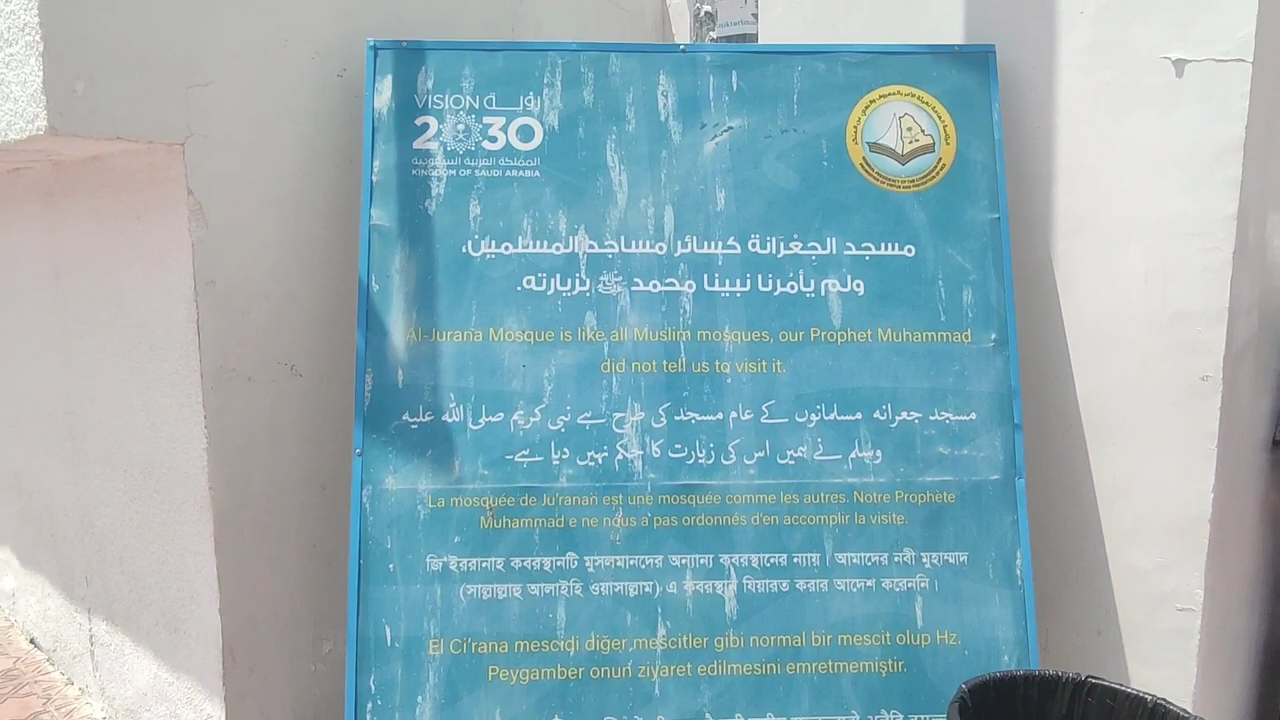 VISION رؤيــة
2030
المملكة العربية السعودية
KINGDOM OF SAUDI ARABIA
مسجد الجِعْرَانة كسائر مساجد المسلمين،
ولم يأمُرنا نبينا محمد ﷺ بزيارته.
Al-Jurana Mosque is like all Muslim mosques, our Prophet Muhammad
did not tell us to visit it.
مسجد جعرانہ مسلمانوں کے عام مسجد کی طرح ہے نبی کریم صلی اللہ علیہ
وسلم نے ہمیں اس کی زیارت کا حکم نہیں دیا ہے۔
La mosquée de Ju'ranah est une mosquée comme les autres. Notre Prophète
Muhammad e ne nous a pas ordonnés d'en accomplir la visite.
জি'ইররানাহ কবরস্থানটি মুসলমানদের অন্যান্য কবরস্থানের ন্যায়। আমাদের নবী মুহাম্মাদ
(সাল্লাল্লাহু আলাইহি ওয়াসাল্লাম) এ কবরস্থান যিয়ারত করার আদেশ করেননি।
El Ci'rana mescidi diğer mescitler gibi normal bir mescit olup Hz.
Peygamber onun ziyaret edilmesini emretmemiştir.